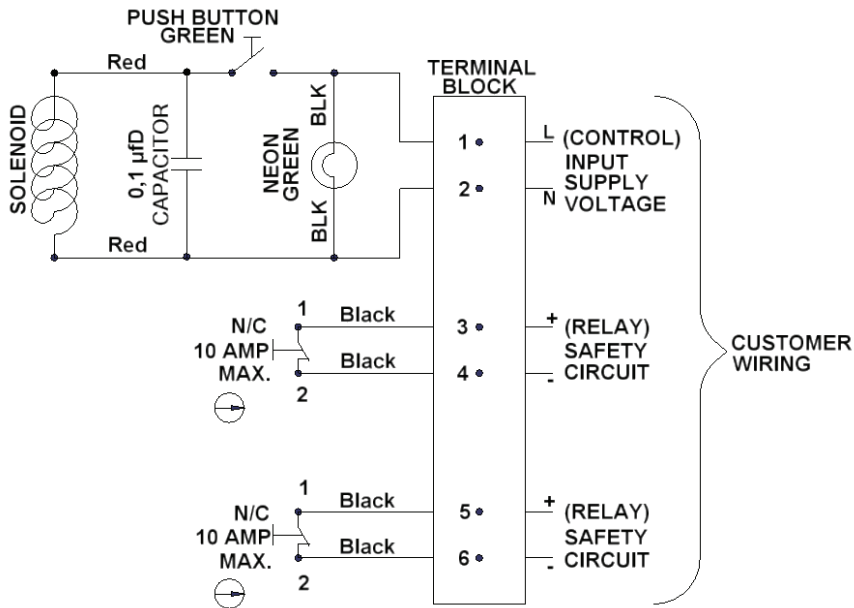 PUSH BUTTON
GREEN
Red
SOLENOID
0,1 µfD
CAPACITOR
NEON
GREEN
BLK
BLK
Red
TERMINAL
BLOCK
1
2
3
4
5
6
L (CONTROL)
INPUT
SUPPLY
N VOLTAGE
1
N/C
10 AMP
MAX.
2
Black
Black
+ (RELAY)
SAFETY
- CIRCUIT
1
N/C
10 AMP
MAX.
2
Black
Black
+ (RELAY)
SAFETY
- CIRCUIT
CUSTOMER
WIRING